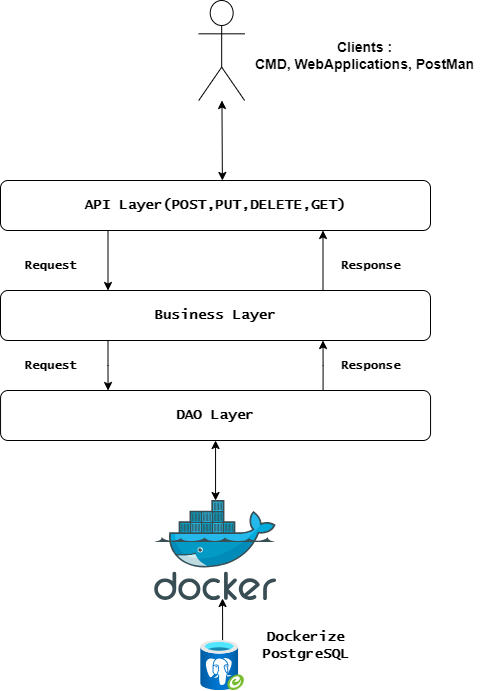 Clients :
CMD, WebApplications, PostMan
API Layer(POST,PUT,DELETE,GET)
Request
Response
Business Layer
Request
Response
DAO Layer
docker
Dockerize
PostgreSQL